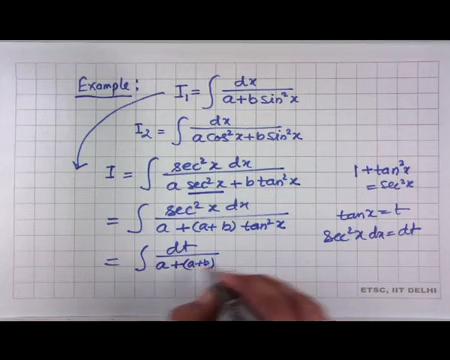 Example :
I₁ = ∫ dx / (a + b sin²x)
I₂ = ∫ dx / (a cos²x + b sin²x)
I = ∫ sec²x dx / (a sec²x + b tan²x)
1 + tan²x
= sec²x
= ∫ sec²x dx / (a + (a + b) tan²x)
tanx = t
sec²x dx = dt
= ∫ dt / (a + (a+b)
ETSC, IIT DELHI